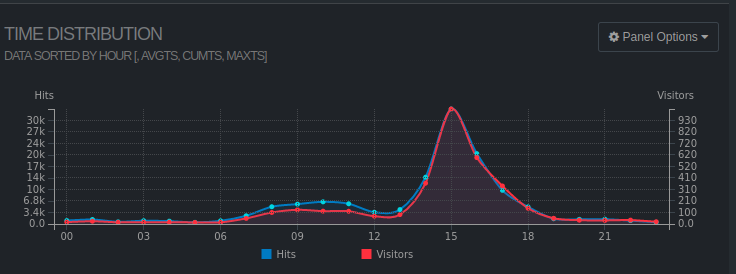 TIME DISTRIBUTION
Panel Options
DATA SORTED BY HOUR [, AVGTS, CUMTS, MAXTS]
Hits Visitors
30k 930
27k 820
24k 720
20k 620
17k 520
14k 410
10k 310
6.8k 210
3.4k 100
0.0 0.0
00 03 06 09 12 15 18 21
Hits Visitors